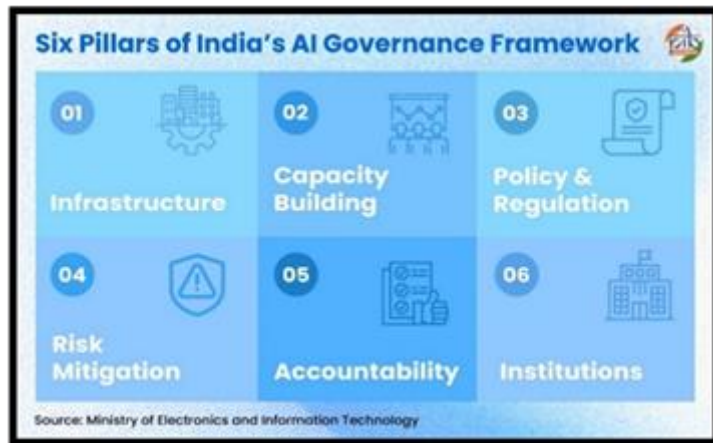 Six Pillars of India's AI Governance Framework
01
Infrastructure
02
Capacity
Building
03
Policy &
Regulation
04
Risk
Mitigation
05
Accountability
06
Institutions
Source: Ministry of Electronics and Information Technology